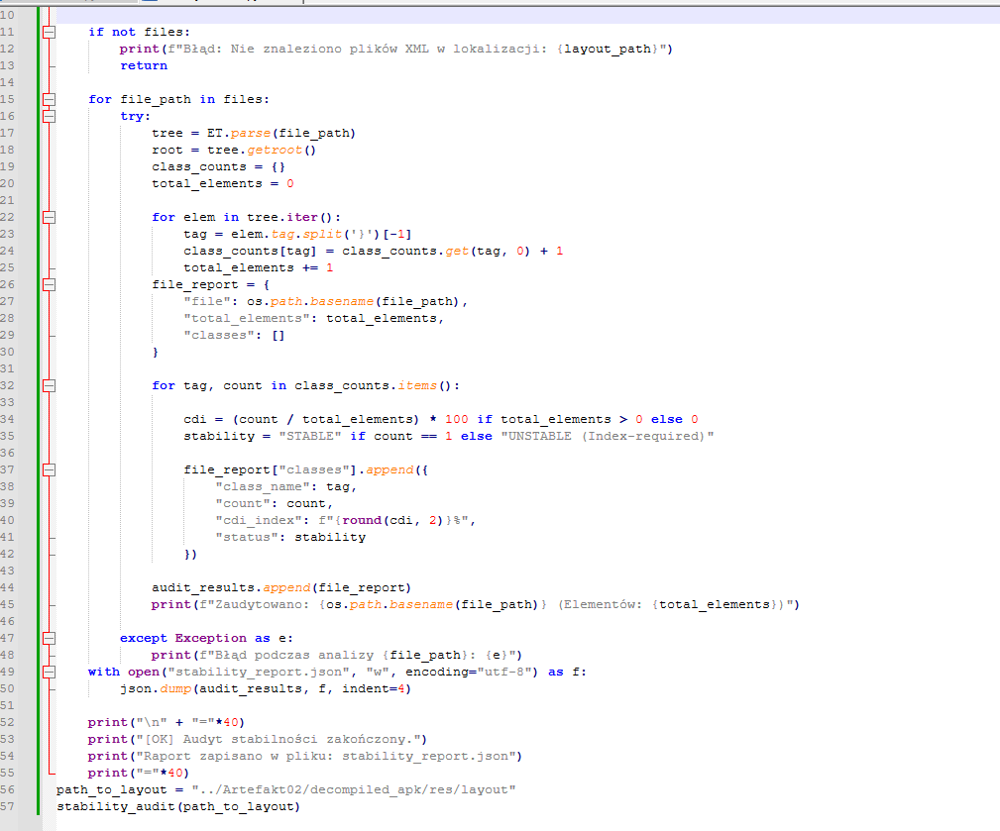 10
11 if not files:
12 print(f"Błąd: Nie znaleziono plików XML w lokalizacji: {layout_path}")
13 return
14
15 for file_path in files:
16 try:
17 tree = ET.parse(file_path)
18 root = tree.getroot()
19 class_counts = {}
20 total_elements = 0
21
22 for elem in tree.iter():
23 tag = elem.tag.split('}')[-1]
24 class_counts[tag] = class_counts.get(tag, 0) + 1
25 total_elements += 1
26 file_report = {
27 "file": os.path.basename(file_path),
28 "total_elements": total_elements,
29 "classes": []
30 }
31
32 for tag, count in class_counts.items():
33
34 cdi = (count / total_elements) * 100 if total_elements > 0 else 0
35 stability = "STABLE" if count == 1 else "UNSTABLE (Index-required)"
36
37 file_report["classes"].append({
38 "class_name": tag,
39 "count": count,
40 "cdi_index": f"{round(cdi, 2)}%",
41 "status": stability
42 })
43
44 audit_results.append(file_report)
45 print(f"Zaudytowano: {os.path.basename(file_path)} (Elementów: {total_elements})")
46
47 except Exception as e:
48 print(f"Błąd podczas analizy {file_path}: {e}")
49 with open("stability_report.json", "w", encoding="utf-8") as f:
50 json.dump(audit_results, f, indent=4)
51
52 print("\n" + "="*40)
53 print("[OK] Audyt stabilności zakończony.")
54 print("Raport zapisano w pliku: stability_report.json")
55 print("="*40)
56 path_to_layout = "../Artefakt02/decompiled_apk/res/layout"
57 stability_audit(path_to_layout)